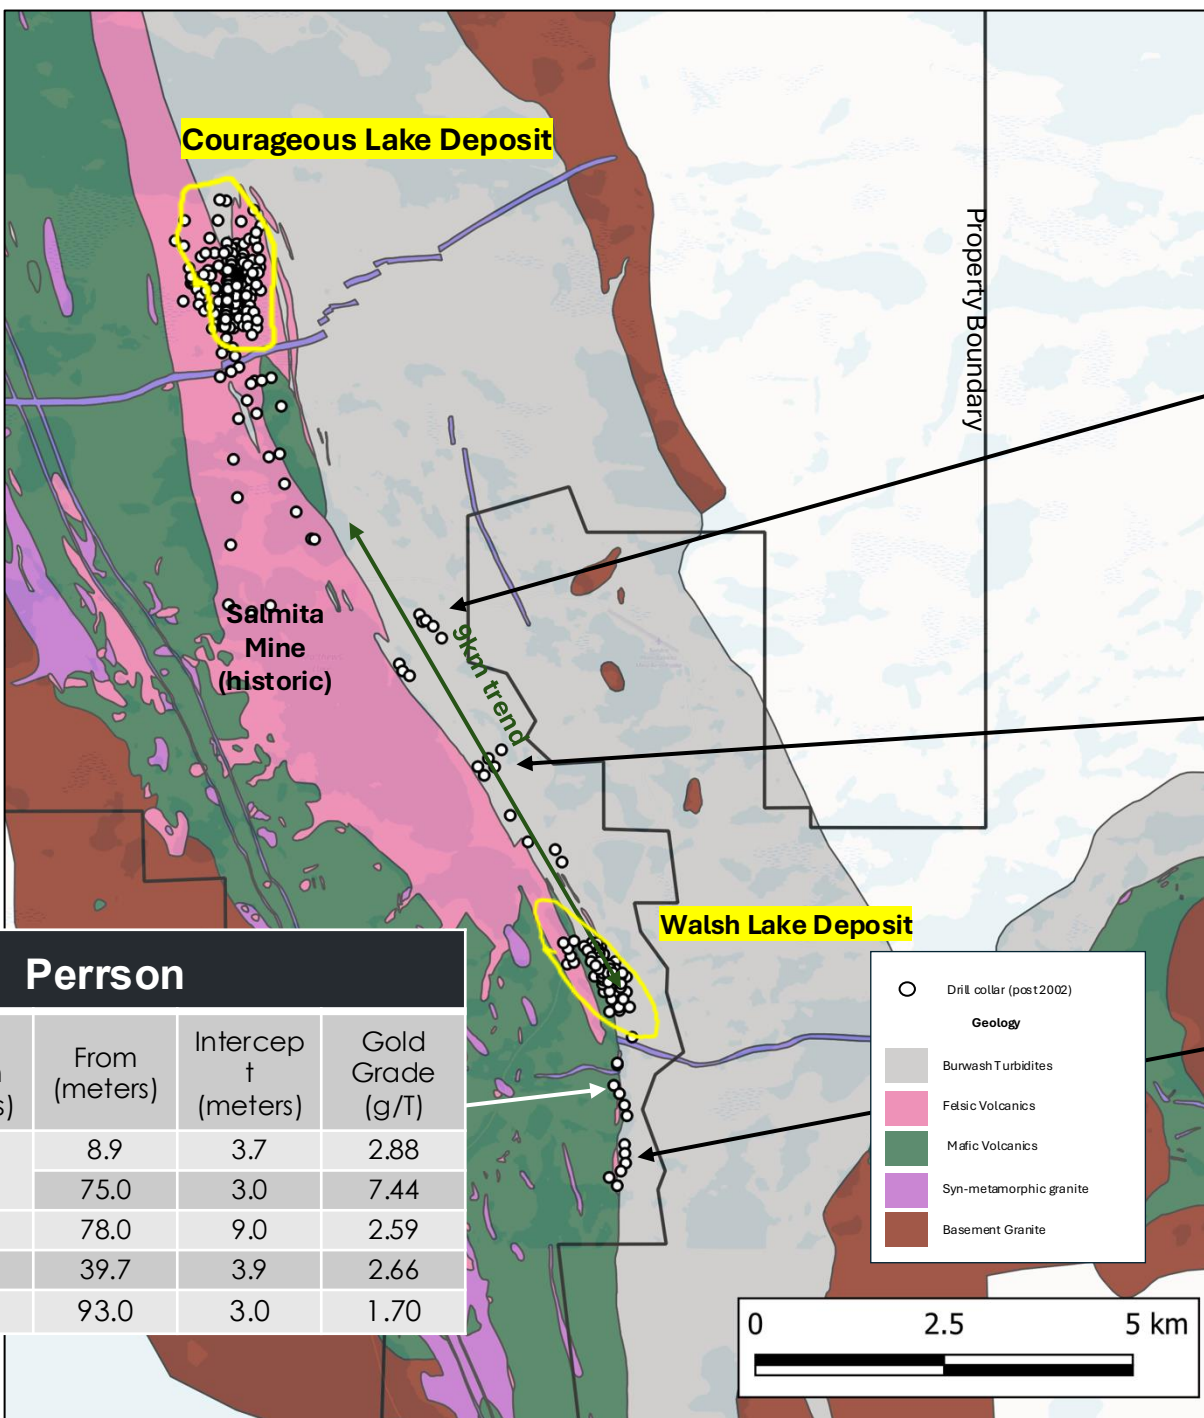 Courageous Lake Deposit
Property Boundary
Salmita
Mine
(historic)
9km trend
Walsh Lake Deposit
Perrson
From
(meters)
Intercep
t
(meters)
Gold
Grade
(g/T)
8.9 3.7 2.88
75.0 3.0 7.44
78.0 9.0 2.59
39.7 3.9 2.66
93.0 3.0 1.70
Drill collar (post 2002)
Geology
Burwash Turbidites
Felsic Volcanics
Mafic Volcanics
Syn-metamorphic granite
Basement Granite
0 2.5 5 km